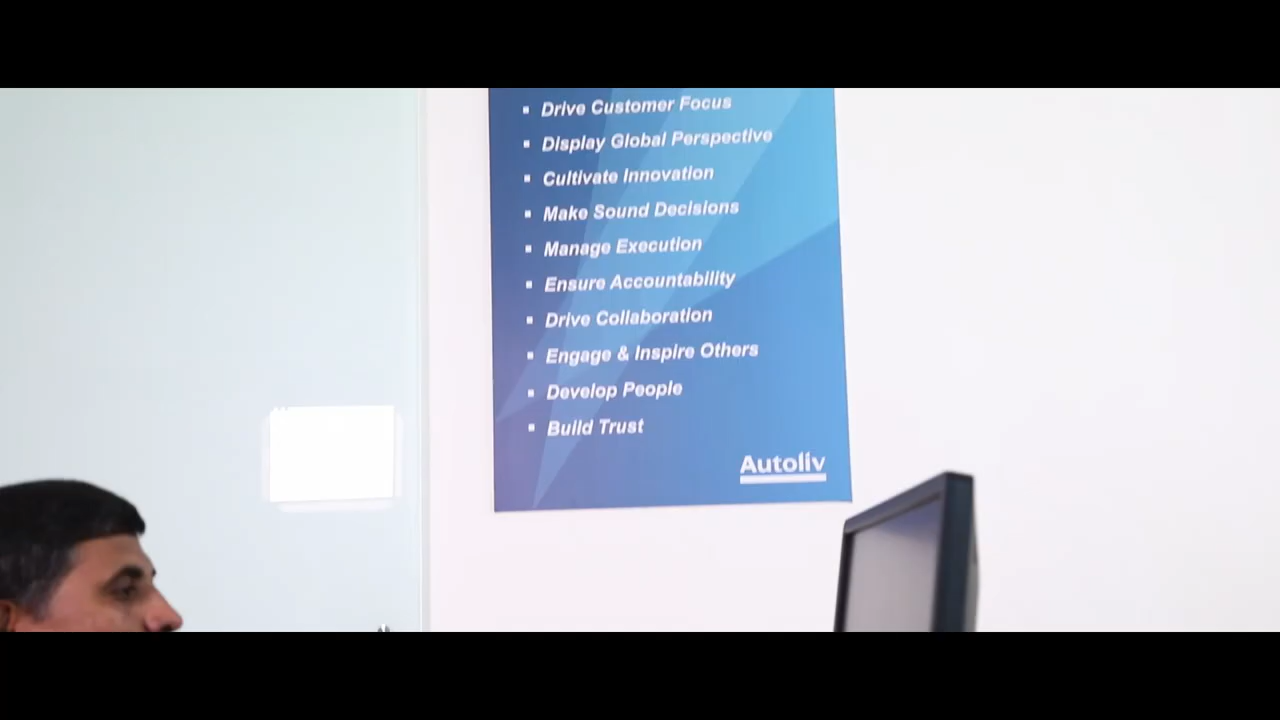 ▪ Drive Customer Focus
▪ Display Global Perspective
▪ Cultivate Innovation
▪ Make Sound Decisions
▪ Manage Execution
▪ Ensure Accountability
▪ Drive Collaboration
▪ Engage & Inspire Others
▪ Develop People
▪ Build Trust
Autoliv